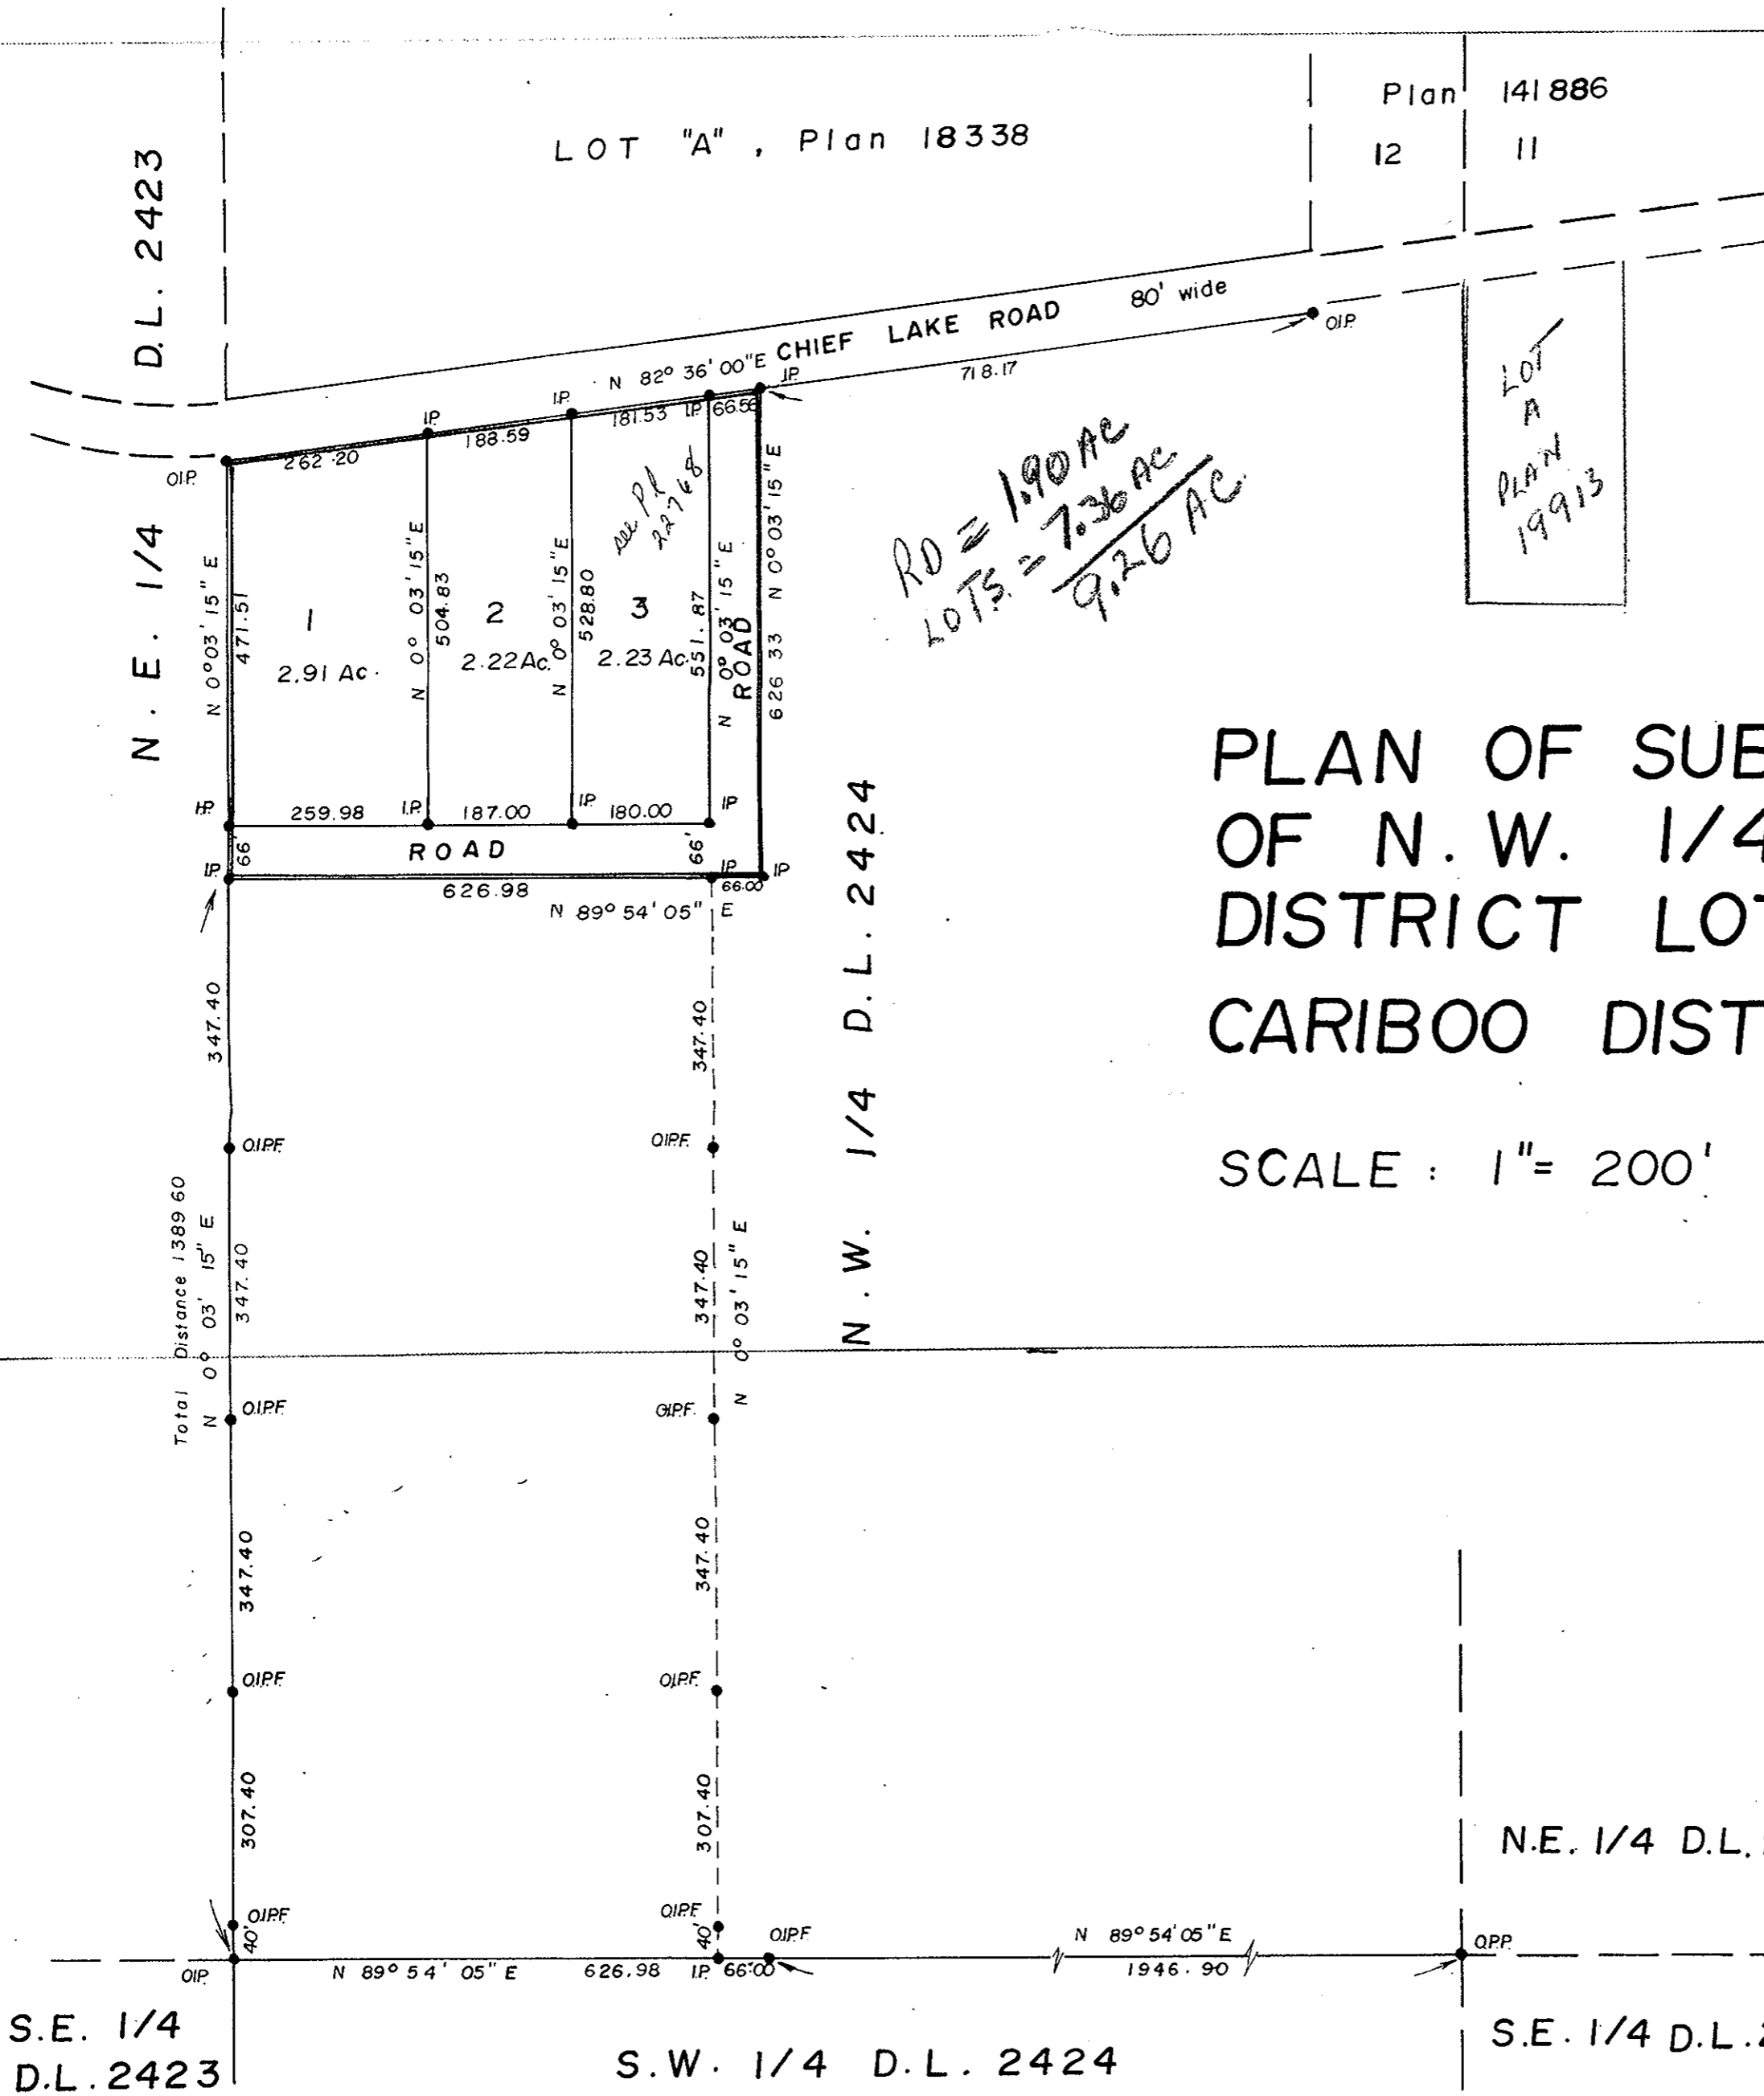 Plan 141886
LOT "A", Plan 18338
12 11
D.L. 2423
N.E. 1/4
CHIEF LAKE ROAD 80' wide
N 82° 36' 00" E
O.I.P.
718.17
I.P.
I.P.
I.P.
I.P.
O.I.P.
262.20
188.59
181.53
66.56
LOT
A
PLAN
19913
see Pl
22768
RD = 1.90 AC
LOTS = 7.36 AC
9.26 AC.
N 0° 03' 15" E
471.51
1
2.91 Ac.
N 0° 03' 15" E
504.83
2
2.22 Ac.
N 0° 03' 15" E
528.80
3
2.23 Ac.
N 0° 03' 15" E
551.87
ROAD
N 0° 03' 15" E
626 33
I.P.
259.98
I.P.
187.00
I.P.
180.00
I.P.
66'
ROAD
66'
I.P.
626.98
I.P.
66.00
I.P.
N 89° 54' 05" E
PLAN OF SUB
OF N.W. 1/4
DISTRICT LOT
CARIBOO DIST
SCALE : 1" = 200'
N.W. 1/4 D.L. 2424
347.40
347.40
O.I.P.F.
O.I.P.F.
Total Distance 1389 60
N 0° 03' 15" E
347.40
347.40
N 0° 03' 15" E
O.I.P.F.
O.I.P.F.
347.40
347.40
O.I.P.F.
O.I.P.F.
307.40
307.40
N.E. 1/4 D.L.
O.I.P.F.
O.I.P.F.
40'
40'
O.I.P.F.
N 89° 54' 05" E
O.P.P.
O.I.P.
N 89° 54' 05" E
626.98
I.P.
66.00
1946.90
S.E. 1/4
D.L. 2423
S.W. 1/4 D.L. 2424
S.E. 1/4 D.L. 2